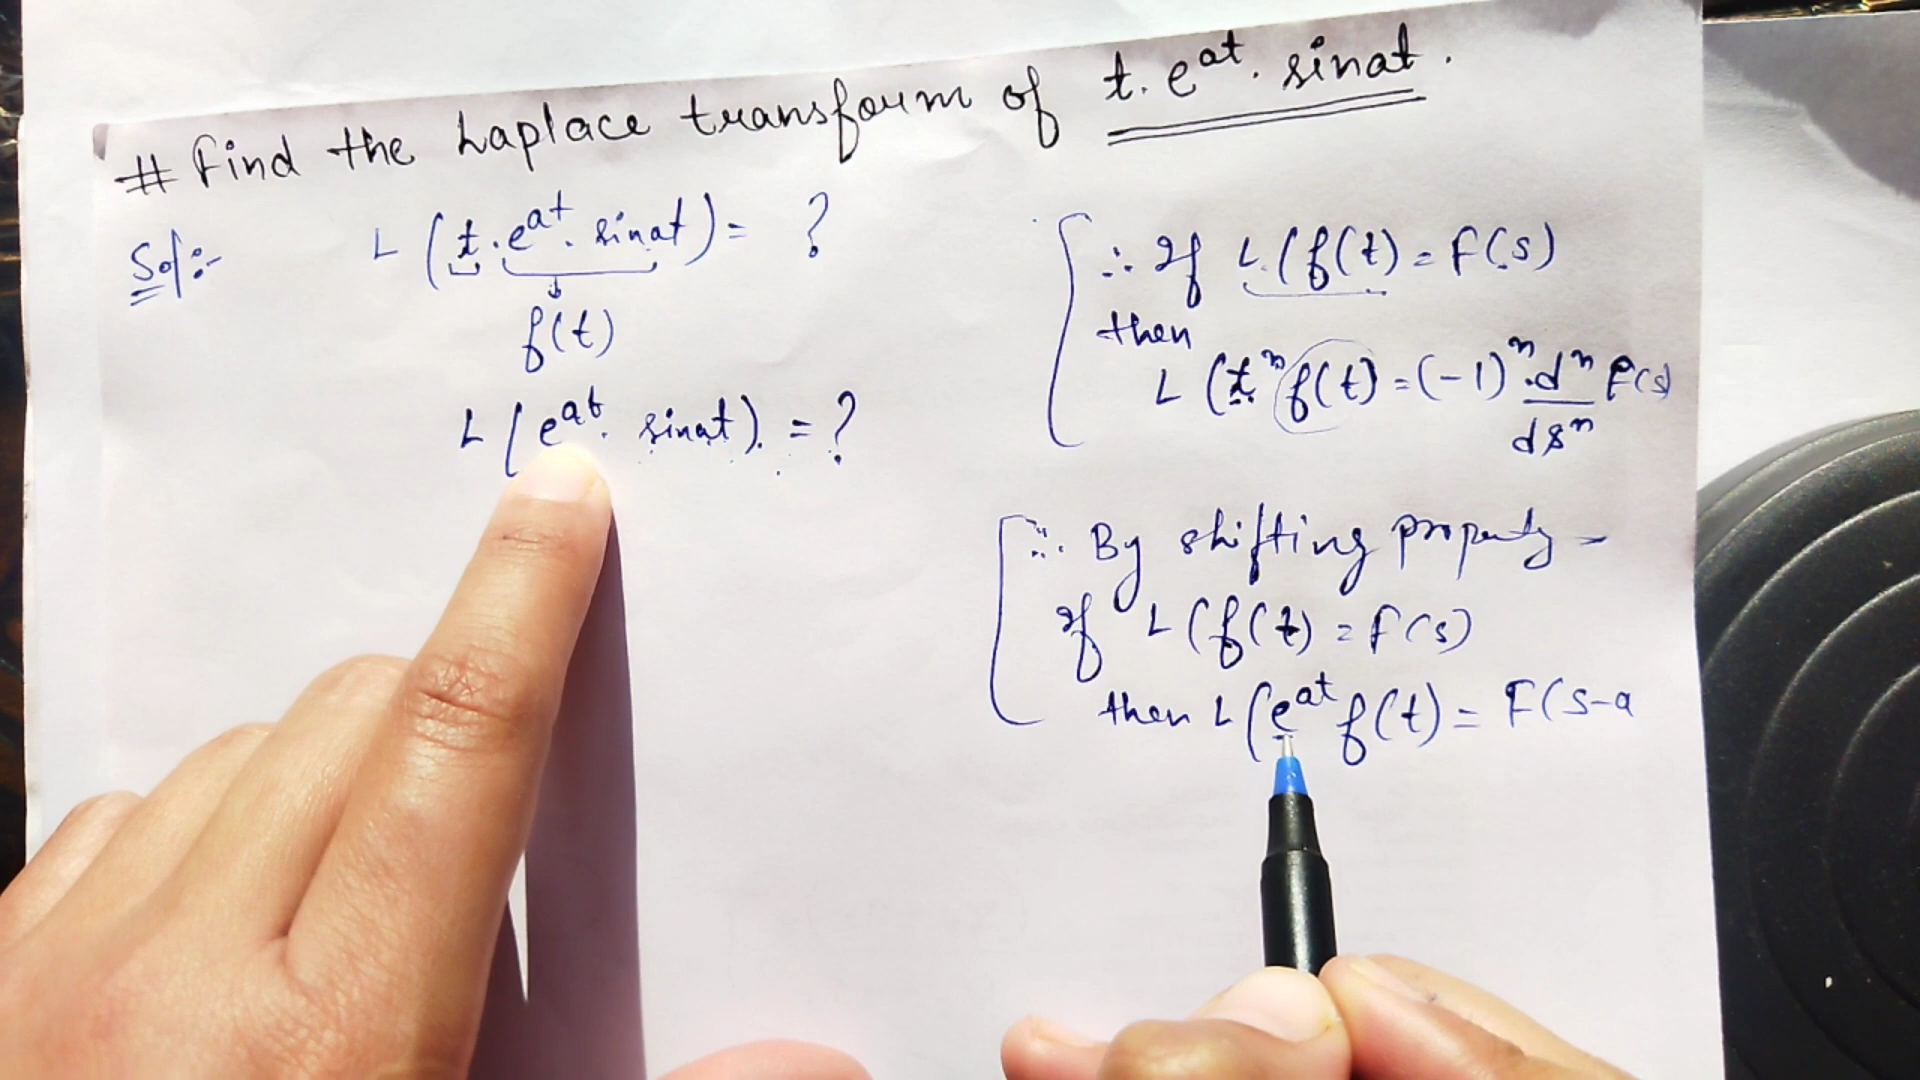 # Find the Laplace transform of t. e^at. sinat.
Sol:- L (t. e^at. sinat) = ?
f(t)
L (e^at. sinat). = ?
∴ If L (f(t) = F(s)
then
L (t^n f(t) = (-1)^n . d^n F(s)
ds^n
∴ By shifting property -
If L (f(t) = F(s)
then L (e^at f(t) = F(s-a